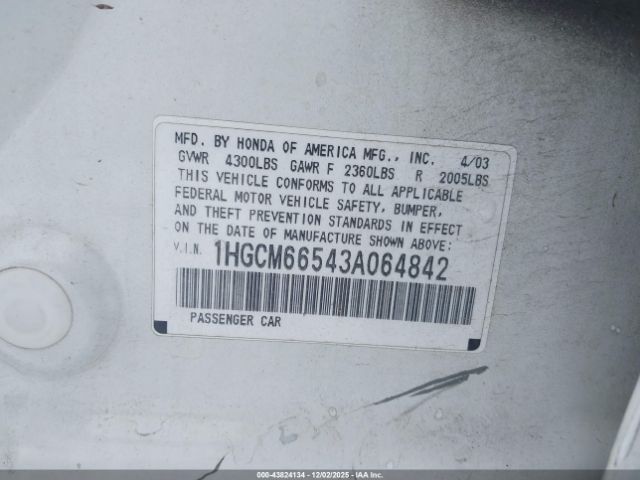 MFD. BY HONDA OF AMERICA MFG., INC. 4/03
GVWR 4300LBS GAWR F 2360LBS R 2005LBS
THIS VEHICLE CONFORMS TO ALL APPLICABLE
FEDERAL MOTOR VEHICLE SAFETY, BUMPER,
AND THEFT PREVENTION STANDARDS IN EFFECT
ON THE DATE OF MANUFACTURE SHOWN ABOVE:
V.I.N. 1HGCM66543A064842
PASSENGER CAR
000-43824134 - 12/02/2025 - IAA Inc.